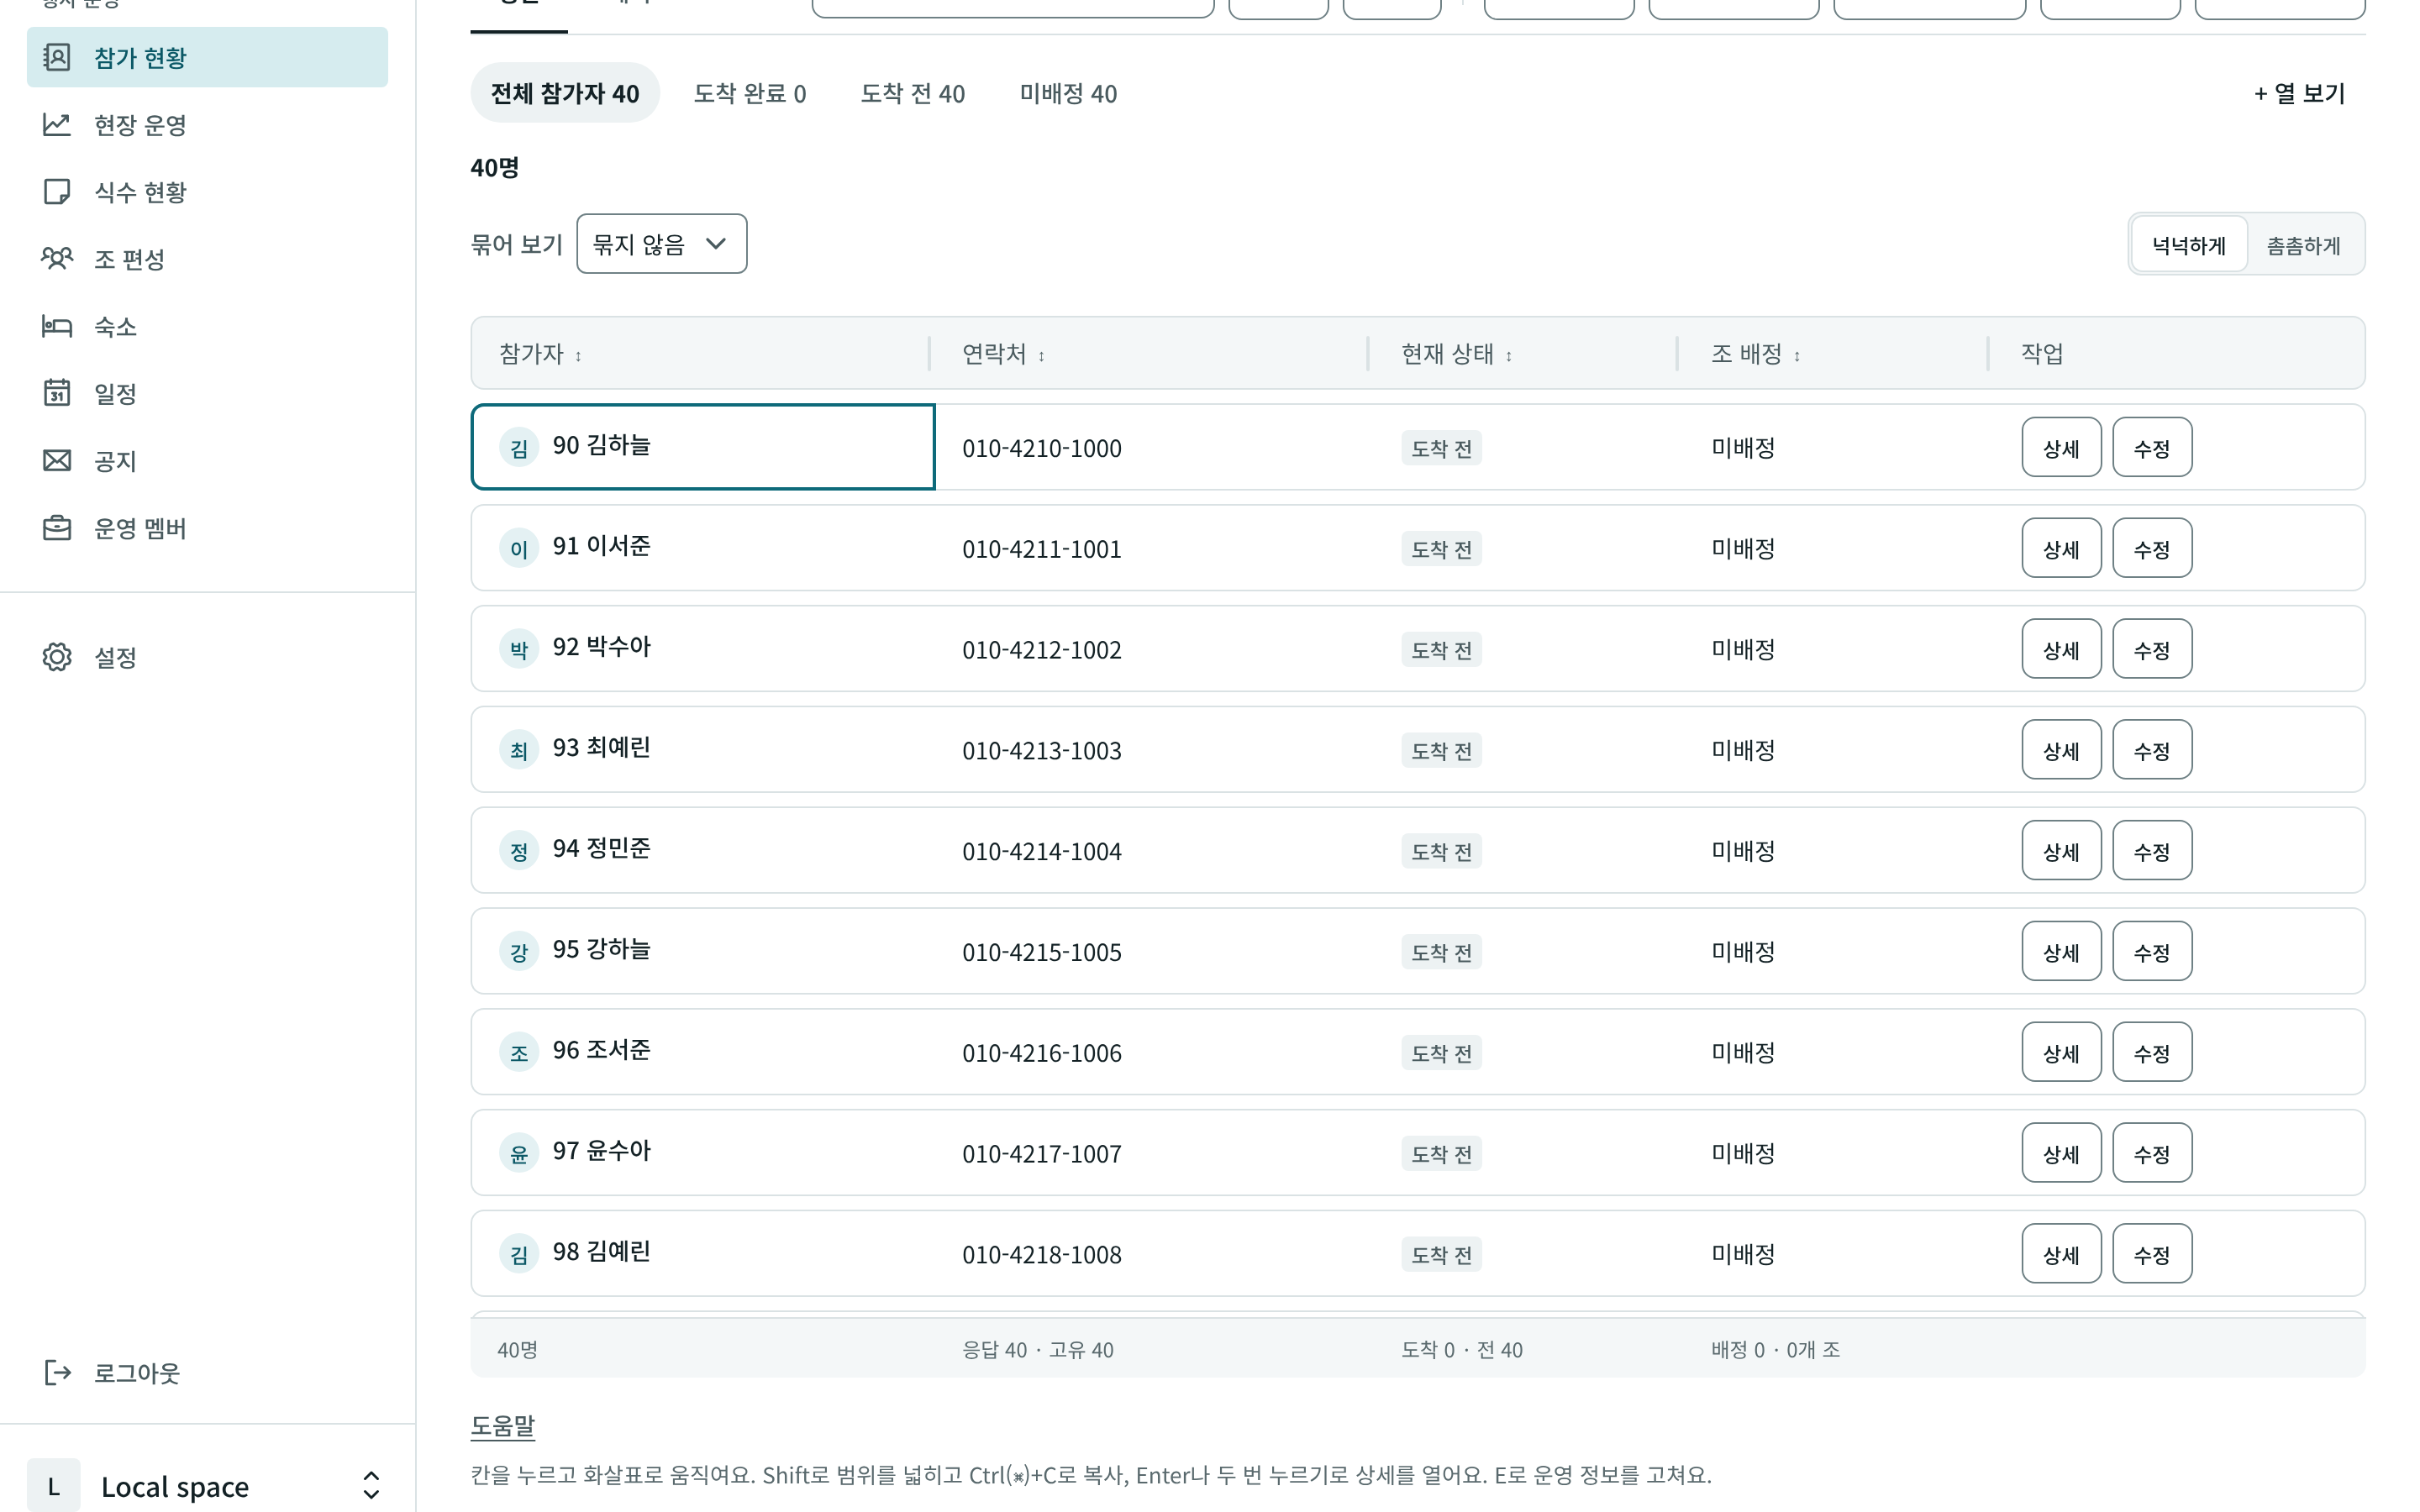 참가 현황
현장 운영
식수 현황
조 편성
숙소
일정
31
공지
운영 멤버
설정
로그아웃
L Local space
전체 참가자 40 도착 완료 0 도착 전 40 미배정 40 + 열 보기
40명
묶어 보기 묶지 않음 넉넉하게 촘촘하게
참가자 ↕ 연락처 ↕ 현재 상태 ↕ 조 배정 ↕ 작업
김 90 김하늘 010-4210-1000 도착 전 미배정 상세 수정
이 91 이서준 010-4211-1001 도착 전 미배정 상세 수정
박 92 박수아 010-4212-1002 도착 전 미배정 상세 수정
최 93 최예린 010-4213-1003 도착 전 미배정 상세 수정
정 94 정민준 010-4214-1004 도착 전 미배정 상세 수정
강 95 강하늘 010-4215-1005 도착 전 미배정 상세 수정
조 96 조서준 010-4216-1006 도착 전 미배정 상세 수정
윤 97 윤수아 010-4217-1007 도착 전 미배정 상세 수정
김 98 김예린 010-4218-1008 도착 전 미배정 상세 수정
40명 응답 40 · 고유 40 도착 0 · 전 40 배정 0 · 0개 조
도움말
칸을 누르고 화살표로 움직여요. Shift로 범위를 넓히고 Ctrl(⌘)+C로 복사, Enter나 두 번 누르기로 상세를 열어요. E로 운영 정보를 고쳐요.